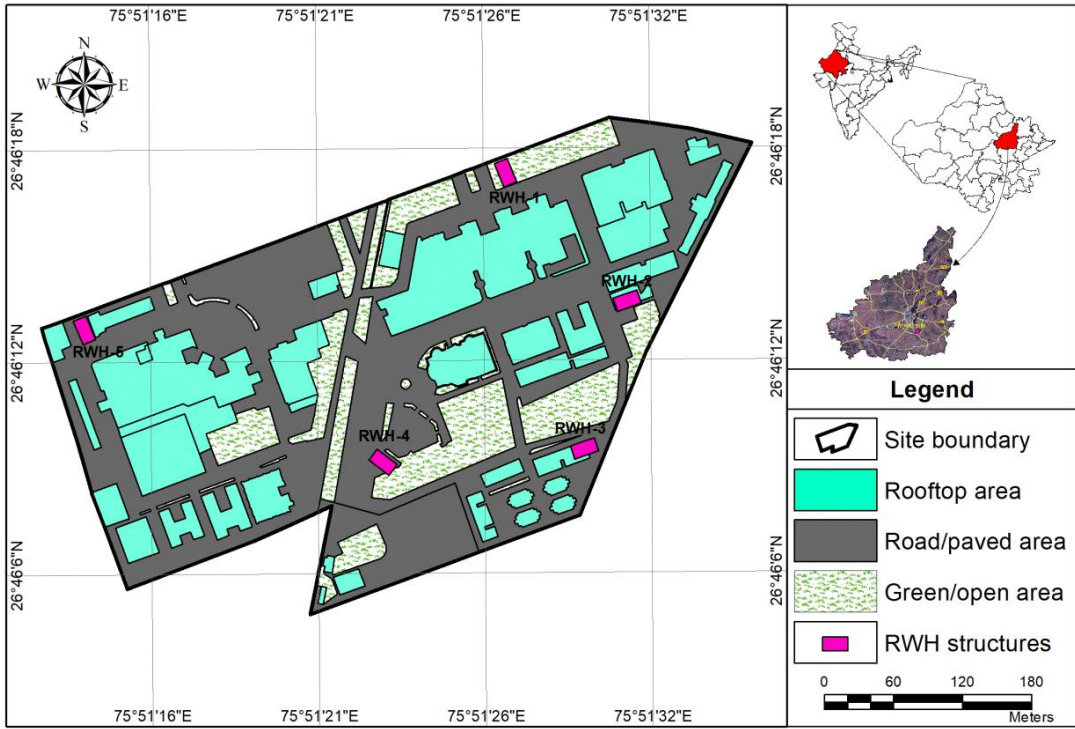 75°51'16"E
75°51'21"E
75°51'26"E
75°51'32"E
N
W
E
S
26°46'18"N
26°46'18"N
RWH-1
RWH-2
RWH-5
26°46'12"N
26°46'12"N
RWH-3
RWH-4
26°46'6"N
26°46'6"N
75°51'16"E
75°51'21"E
75°51'26"E
75°51'32"E
Legend
Site boundary
Rooftop area
Road/paved area
Green/open area
RWH structures
0 60 120 180
Meters